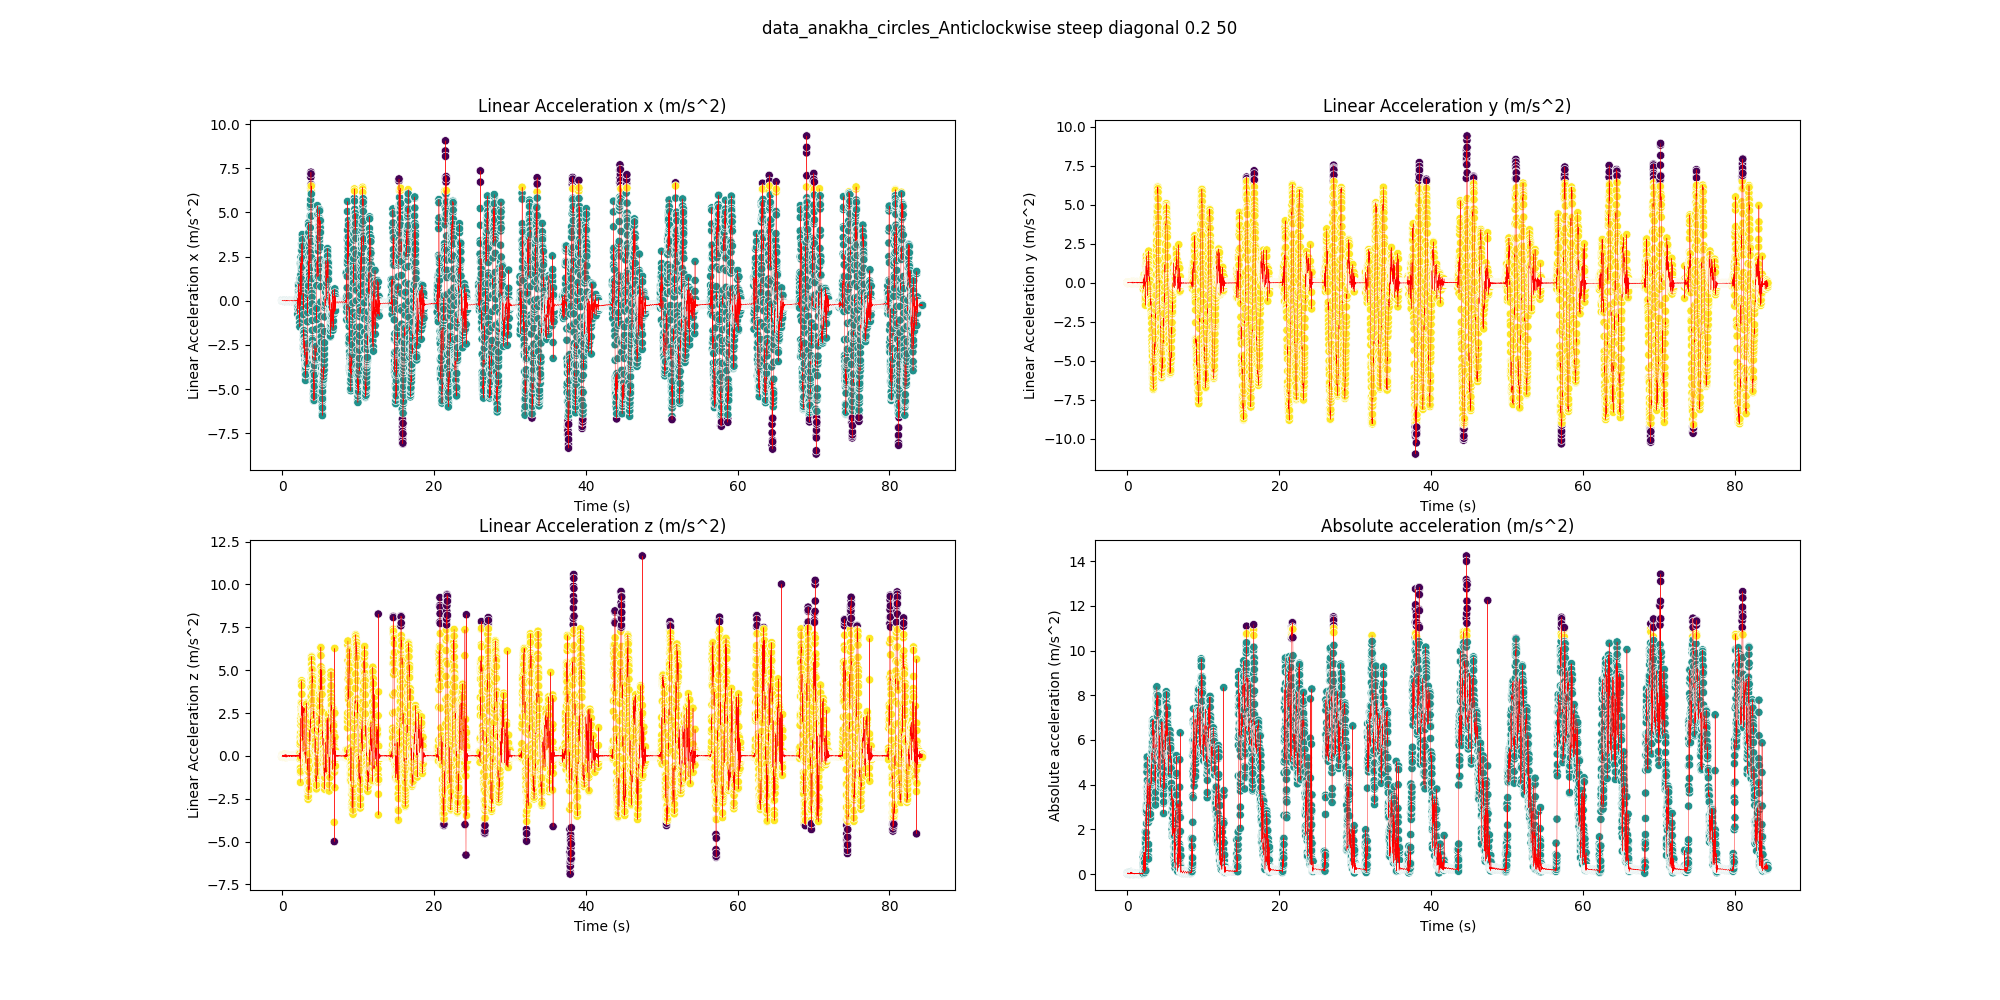 data_anakha_circles_Anticlockwise steep diagonal 0.2 50
Linear Acceleration x (m/s^2)
Linear Acceleration x (m/s^2)
10.0
7.5
5.0
2.5
0.0
−2.5
−5.0
−7.5
0 20 40 60 80
Time (s)
Linear Acceleration y (m/s^2)
Linear Acceleration y (m/s^2)
10.0
7.5
5.0
2.5
0.0
−2.5
−5.0
−7.5
−10.0
0 20 40 60 80
Time (s)
Linear Acceleration z (m/s^2)
Linear Acceleration z (m/s^2)
12.5
10.0
7.5
5.0
2.5
0.0
−2.5
−5.0
−7.5
0 20 40 60 80
Time (s)
Absolute acceleration (m/s^2)
Absolute acceleration (m/s^2)
14
12
10
8
6
4
2
0
0 20 40 60 80
Time (s)